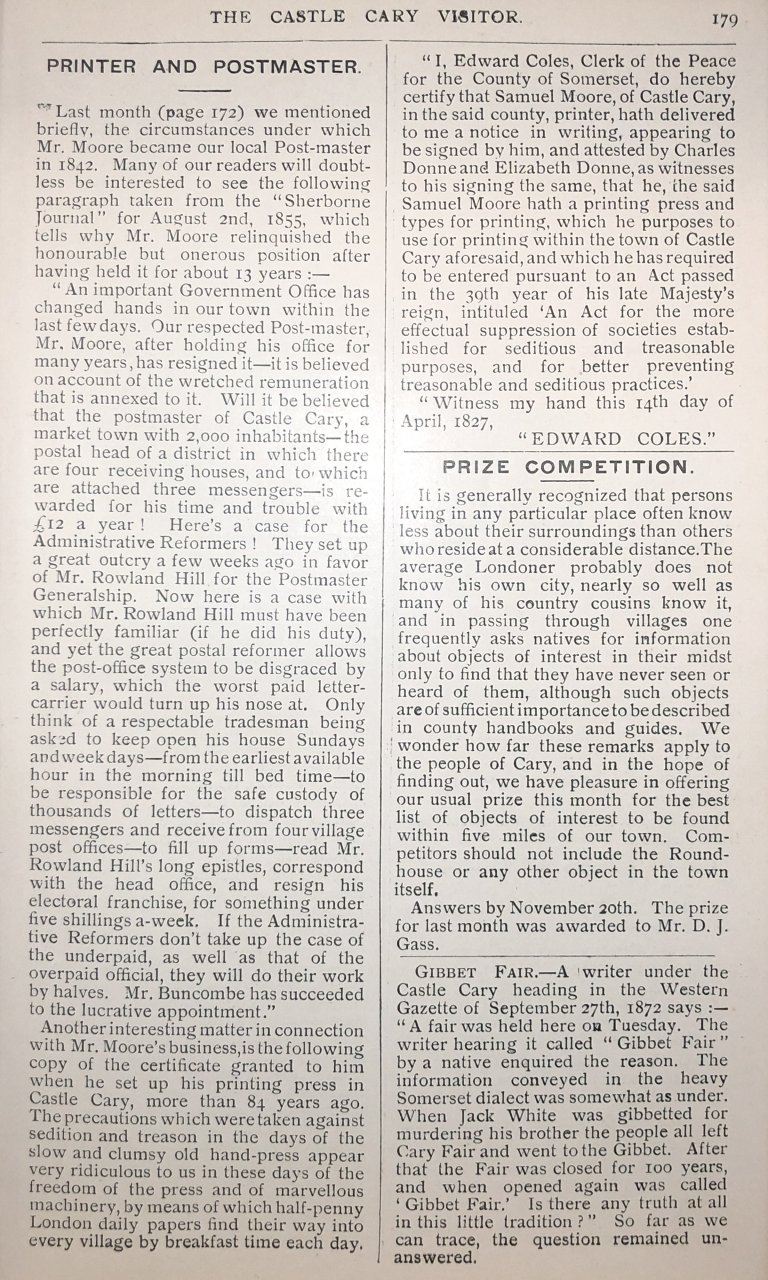 THE CASTLE CARY VISITOR.
179
PRINTER AND POSTMASTER.
Last month (page 172) we mentioned
briefly, the circumstances under which
Mr. Moore became our local Post-master
in 1842. Many of our readers will doubt-
less be interested to see the following
paragraph taken from the "Sherborne
Journal" for August 2nd, 1855, which
tells why Mr. Moore relinquished the
honourable but onerous position after
having held it for about 13 years :—
"An important Government Office has
changed hands in our town within the
last few days. Our respected Post-master,
Mr. Moore, after holding his office for
many years, has resigned it—it is believed
on account of the wretched remuneration
that is annexed to it. Will it be believed
that the postmaster of Castle Cary, a
market town with 2,000 inhabitants—the
postal head of a district in which there
are four receiving houses, and to which
are attached three messengers—is re-
warded for his time and trouble with
£12 a year ! Here's a case for the
Administrative Reformers ! They set up
a great outcry a few weeks ago in favor
of Mr. Rowland Hill for the Postmaster
Generalship. Now here is a case with
which Mr. Rowland Hill must have been
perfectly familiar (if he did his duty),
and yet the great postal reformer allows
the post-office system to be disgraced by
a salary, which the worst paid letter-
carrier would turn up his nose at. Only
think of a respectable tradesman being
asked to keep open his house Sundays
and week days—from the earliest available
hour in the morning till bed time—to
be responsible for the safe custody of
thousands of letters—to dispatch three
messengers and receive from four village
post offices—to fill up forms—read Mr.
Rowland Hill's long epistles, correspond
with the head office, and resign his
electoral franchise, for something under
five shillings a-week. If the Administra-
tive Reformers don't take up the case of
the underpaid, as well as that of the
overpaid official, they will do their work
by halves. Mr. Buncombe has succeeded
to the lucrative appointment."
Another interesting matter in connection
with Mr. Moore's business, is the following
copy of the certificate granted to him
when he set up his printing press in
Castle Cary, more than 84 years ago.
The precautions which were taken against
sedition and treason in the days of the
slow and clumsy old hand-press appear
very ridiculous to us in these days of the
freedom of the press and of marvellous
machinery, by means of which half-penny
London daily papers find their way into
every village by breakfast time each day.
"I, Edward Coles, Clerk of the Peace
for the County of Somerset, do hereby
certify that Samuel Moore, of Castle Cary,
in the said county, printer, hath delivered
to me a notice in writing, appearing to
be signed by him, and attested by Charles
Donne and Elizabeth Donne, as witnesses
to his signing the same, that he, the said
Samuel Moore hath a printing press and
types for printing, which he purposes to
use for printing within the town of Castle
Cary aforesaid, and which he has required
to be entered pursuant to an Act passed
in the 39th year of his late Majesty's
reign, intituled 'An Act for the more
effectual suppression of societies estab-
lished for seditious and treasonable
purposes, and for better preventing
treasonable and seditious practices.'
"Witness my hand this 14th day of
April, 1827,
"EDWARD COLES."
PRIZE COMPETITION.
It is generally recognized that persons
living in any particular place often know
less about their surroundings than others
who reside at a considerable distance. The
average Londoner probably does not
know his own city, nearly so well as
many of his country cousins know it,
and in passing through villages one
frequently asks natives for information
about objects of interest in their midst
only to find that they have never seen or
heard of them, although such objects
are of sufficient importance to be described
in county handbooks and guides. We
wonder how far these remarks apply to
the people of Cary, and in the hope of
finding out, we have pleasure in offering
our usual prize this month for the best
list of objects of interest to be found
within five miles of our town. Com-
petitors should not include the Round-
house or any other object in the town
itself.
Answers by November 20th. The prize
for last month was awarded to Mr. D. J.
Gass.
GIBBET FAIR.—A writer under the
Castle Cary heading in the Western
Gazette of September 27th, 1872 says :—
"A fair was held here on Tuesday. The
writer hearing it called "Gibbet Fair"
by a native enquired the reason. The
information conveyed in the heavy
Somerset dialect was somewhat as under.
When Jack White was gibbetted for
murdering his brother the people all left
Cary Fair and went to the Gibbet. After
that the Fair was closed for 100 years,
and when opened again was called
'Gibbet Fair.' Is there any truth at all
in this little tradition ?" So far as we
can trace, the question remained un-
answered.